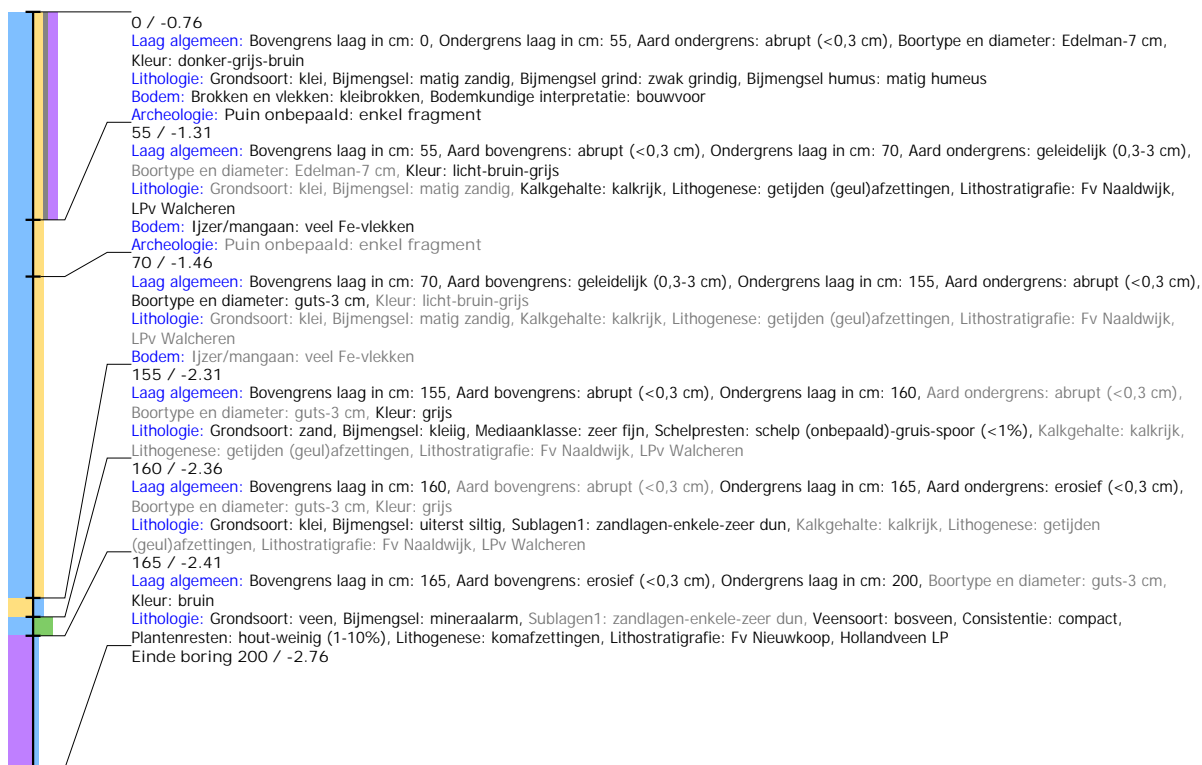 0 / -0.76
Laag algemeen: Bovengrens laag in cm: 0, Ondergrens laag in cm: 55, Aard ondergrens: abrupt (<0,3 cm), Boortype en diameter: Edelman-7 cm,
Kleur: donker-grijs-bruin
Lithologie: Grondsoort: klei, Bijmengsel: matig zandig, Bijmengsel grind: zwak grindig, Bijmengsel humus: matig humeus
Bodem: Brokken en vlekken: kleibrokken, Bodemkundige interpretatie: bouwvoor
Archeologie: Puin onbepaald: enkel fragment
55 / -1.31
Laag algemeen: Bovengrens laag in cm: 55, Aard bovengrens: abrupt (<0,3 cm), Ondergrens laag in cm: 70, Aard ondergrens: geleidelijk (0,3-3 cm),
Boortype en diameter: Edelman-7 cm, Kleur: licht-bruin-grijs
Lithologie: Grondsoort: klei, Bijmengsel: matig zandig, Kalkgehalte: kalkrijk, Lithogenese: getijden (geul)afzettingen, Lithostratigrafie: Fv Naaldwijk,
LPv Walcheren
Bodem: Ijzer/mangaan: veel Fe-vlekken
Archeologie: Puin onbepaald: enkel fragment
70 / -1.46
Laag algemeen: Bovengrens laag in cm: 70, Aard bovengrens: geleidelijk (0,3-3 cm), Ondergrens laag in cm: 155, Aard ondergrens: abrupt (<0,3 cm),
Boortype en diameter: guts-3 cm, Kleur: licht-bruin-grijs
Lithologie: Grondsoort: klei, Bijmengsel: matig zandig, Kalkgehalte: kalkrijk, Lithogenese: getijden (geul)afzettingen, Lithostratigrafie: Fv Naaldwijk,
LPv Walcheren
Bodem: Ijzer/mangaan: veel Fe-vlekken
155 / -2.31
Laag algemeen: Bovengrens laag in cm: 155, Aard bovengrens: abrupt (<0,3 cm), Ondergrens laag in cm: 160, Aard ondergrens: abrupt (<0,3 cm),
Boortype en diameter: guts-3 cm, Kleur: grijs
Lithologie: Grondsoort: zand, Bijmengsel: kleiig, Mediaanklasse: zeer fijn, Schelpresten: schelp (onbepaald)-gruis-spoor (<1%), Kalkgehalte: kalkrijk,
Lithogenese: getijden (geul)afzettingen, Lithostratigrafie: Fv Naaldwijk, LPv Walcheren
160 / -2.36
Laag algemeen: Bovengrens laag in cm: 160, Aard bovengrens: abrupt (<0,3 cm), Ondergrens laag in cm: 165, Aard ondergrens: erosief (<0,3 cm),
Boortype en diameter: guts-3 cm, Kleur: grijs
Lithologie: Grondsoort: klei, Bijmengsel: uiterst siltig, Sublagen1: zandlagen-enkele-zeer dun, Kalkgehalte: kalkrijk, Lithogenese: getijden
(geul)afzettingen, Lithostratigrafie: Fv Naaldwijk, LPv Walcheren
165 / -2.41
Laag algemeen: Bovengrens laag in cm: 165, Aard bovengrens: erosief (<0,3 cm), Ondergrens laag in cm: 200, Boortype en diameter: guts-3 cm,
Kleur: bruin
Lithologie: Grondsoort: veen, Bijmengsel: mineraalarm, Sublagen1: zandlagen-enkele-zeer dun, Veensoort: bosveen, Consistentie: compact,
Plantenresten: hout-weinig (1-10%), Lithogenese: komafzettingen, Lithostratigrafie: Fv Nieuwkoop, Hollandveen LP
Einde boring 200 / -2.76